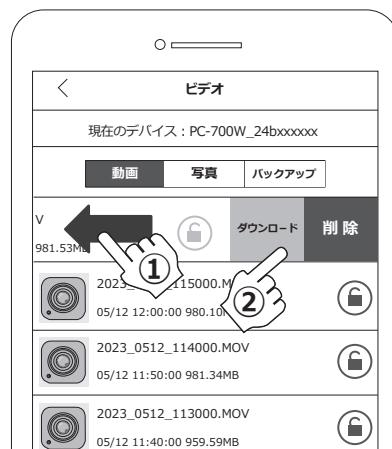 ビデオ
現在のデバイス：PC-700W_24bxxxxxx
動画 写真 バックアップ
V
981.53MB
ダウンロード 削除
①
②
2023_0512_115000.M
05/12 12:00:00 980.10
2023_0512_114000.MOV
05/12 11:50:00 981.34MB
2023_0512_113000.MOV
05/12 11:40:00 959.59MB